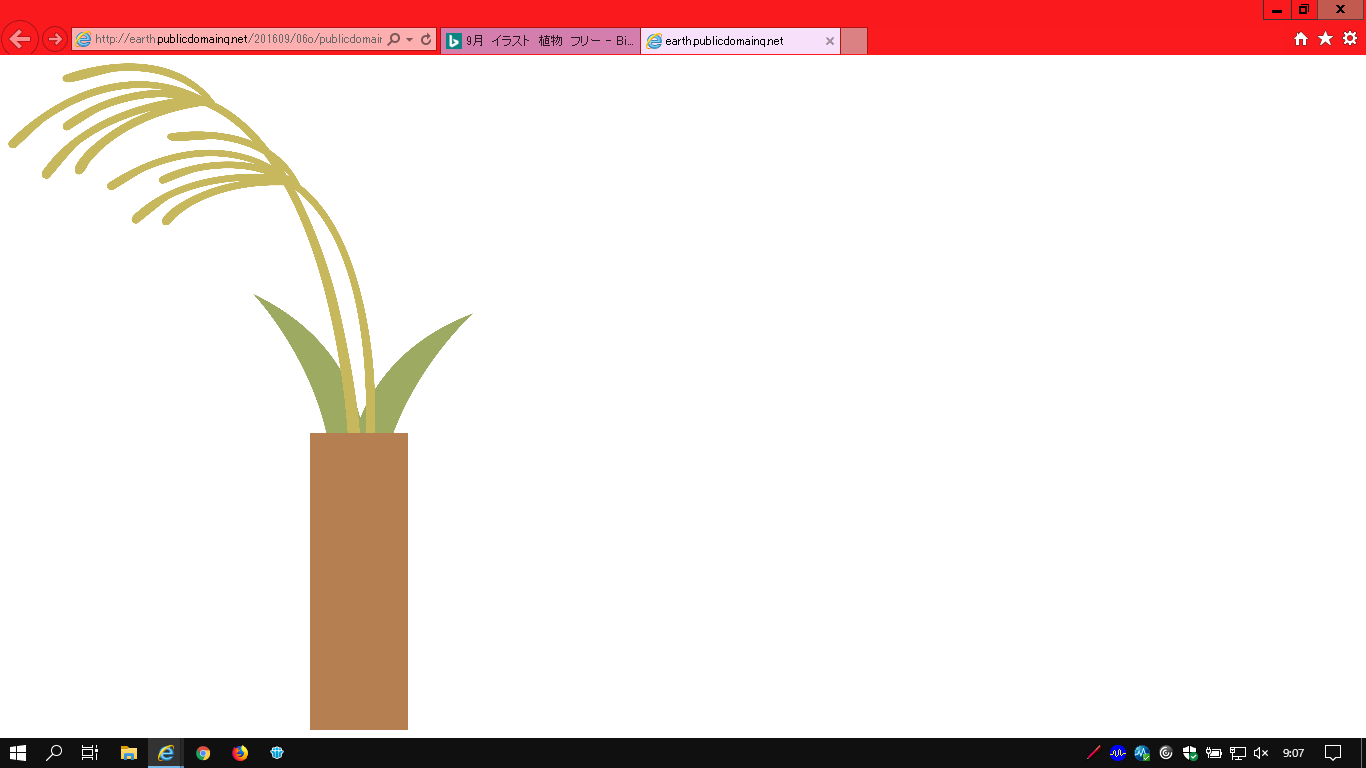 http://earth.publicdomainq.net/201609/06o/publicdomai
9月 イラスト 植物 フリー - Bi...
earth.publicdomainq.net
9:07